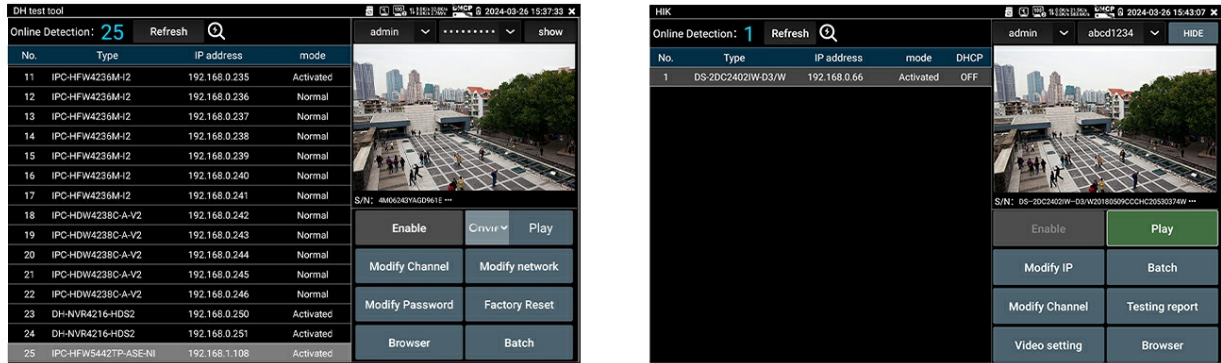 DH test tool
2024-03-26 15:37:33
Online Detection: 25 Refresh
admin show
No. Type IP address mode
11 IPC-HFW4236M-I2 192.168.0.235 Activated
12 IPC-HFW4236M-I2 192.168.0.236 Normal
13 IPC-HFW4236M-I2 192.168.0.237 Normal
14 IPC-HFW4236M-I2 192.168.0.238 Normal
15 IPC-HFW4236M-I2 192.168.0.239 Normal
16 IPC-HFW4236M-I2 192.168.0.240 Normal
17 IPC-HFW4236M-I2 192.168.0.241 Normal
18 IPC-HDW4238C-A-V2 192.168.0.242 Normal
19 IPC-HDW4238C-A-V2 192.168.0.243 Normal
20 IPC-HDW4238C-A-V2 192.168.0.244 Normal
21 IPC-HDW4238C-A-V2 192.168.0.245 Normal
22 IPC-HDW4238C-A-V2 192.168.0.246 Normal
23 DH-NVR4216-HDS2 192.168.0.250 Activated
24 DH-NVR4216-HDS2 192.168.0.251 Activated
25 IPC-HFW5442TP-ASE-NI 192.168.1.108 Activated
S/N: 4M06243YAGD961E ···
Enable Play
Modify Channel Modify network
Modify Password Factory Reset
Browser Batch
HIK
2024-03-26 15:43:07
Online Detection: 1 Refresh
admin abcd1234 HIDE
No. Type IP address mode DHCP
1 DS-2DC2402IW-D3/W 192.168.0.66 Activated OFF
S/N: DS-2DC2402IW-D3/W20180509CCCHC20530374W ···
Enable Play
Modify IP Batch
Modify Channel Testing report
Video setting Browser